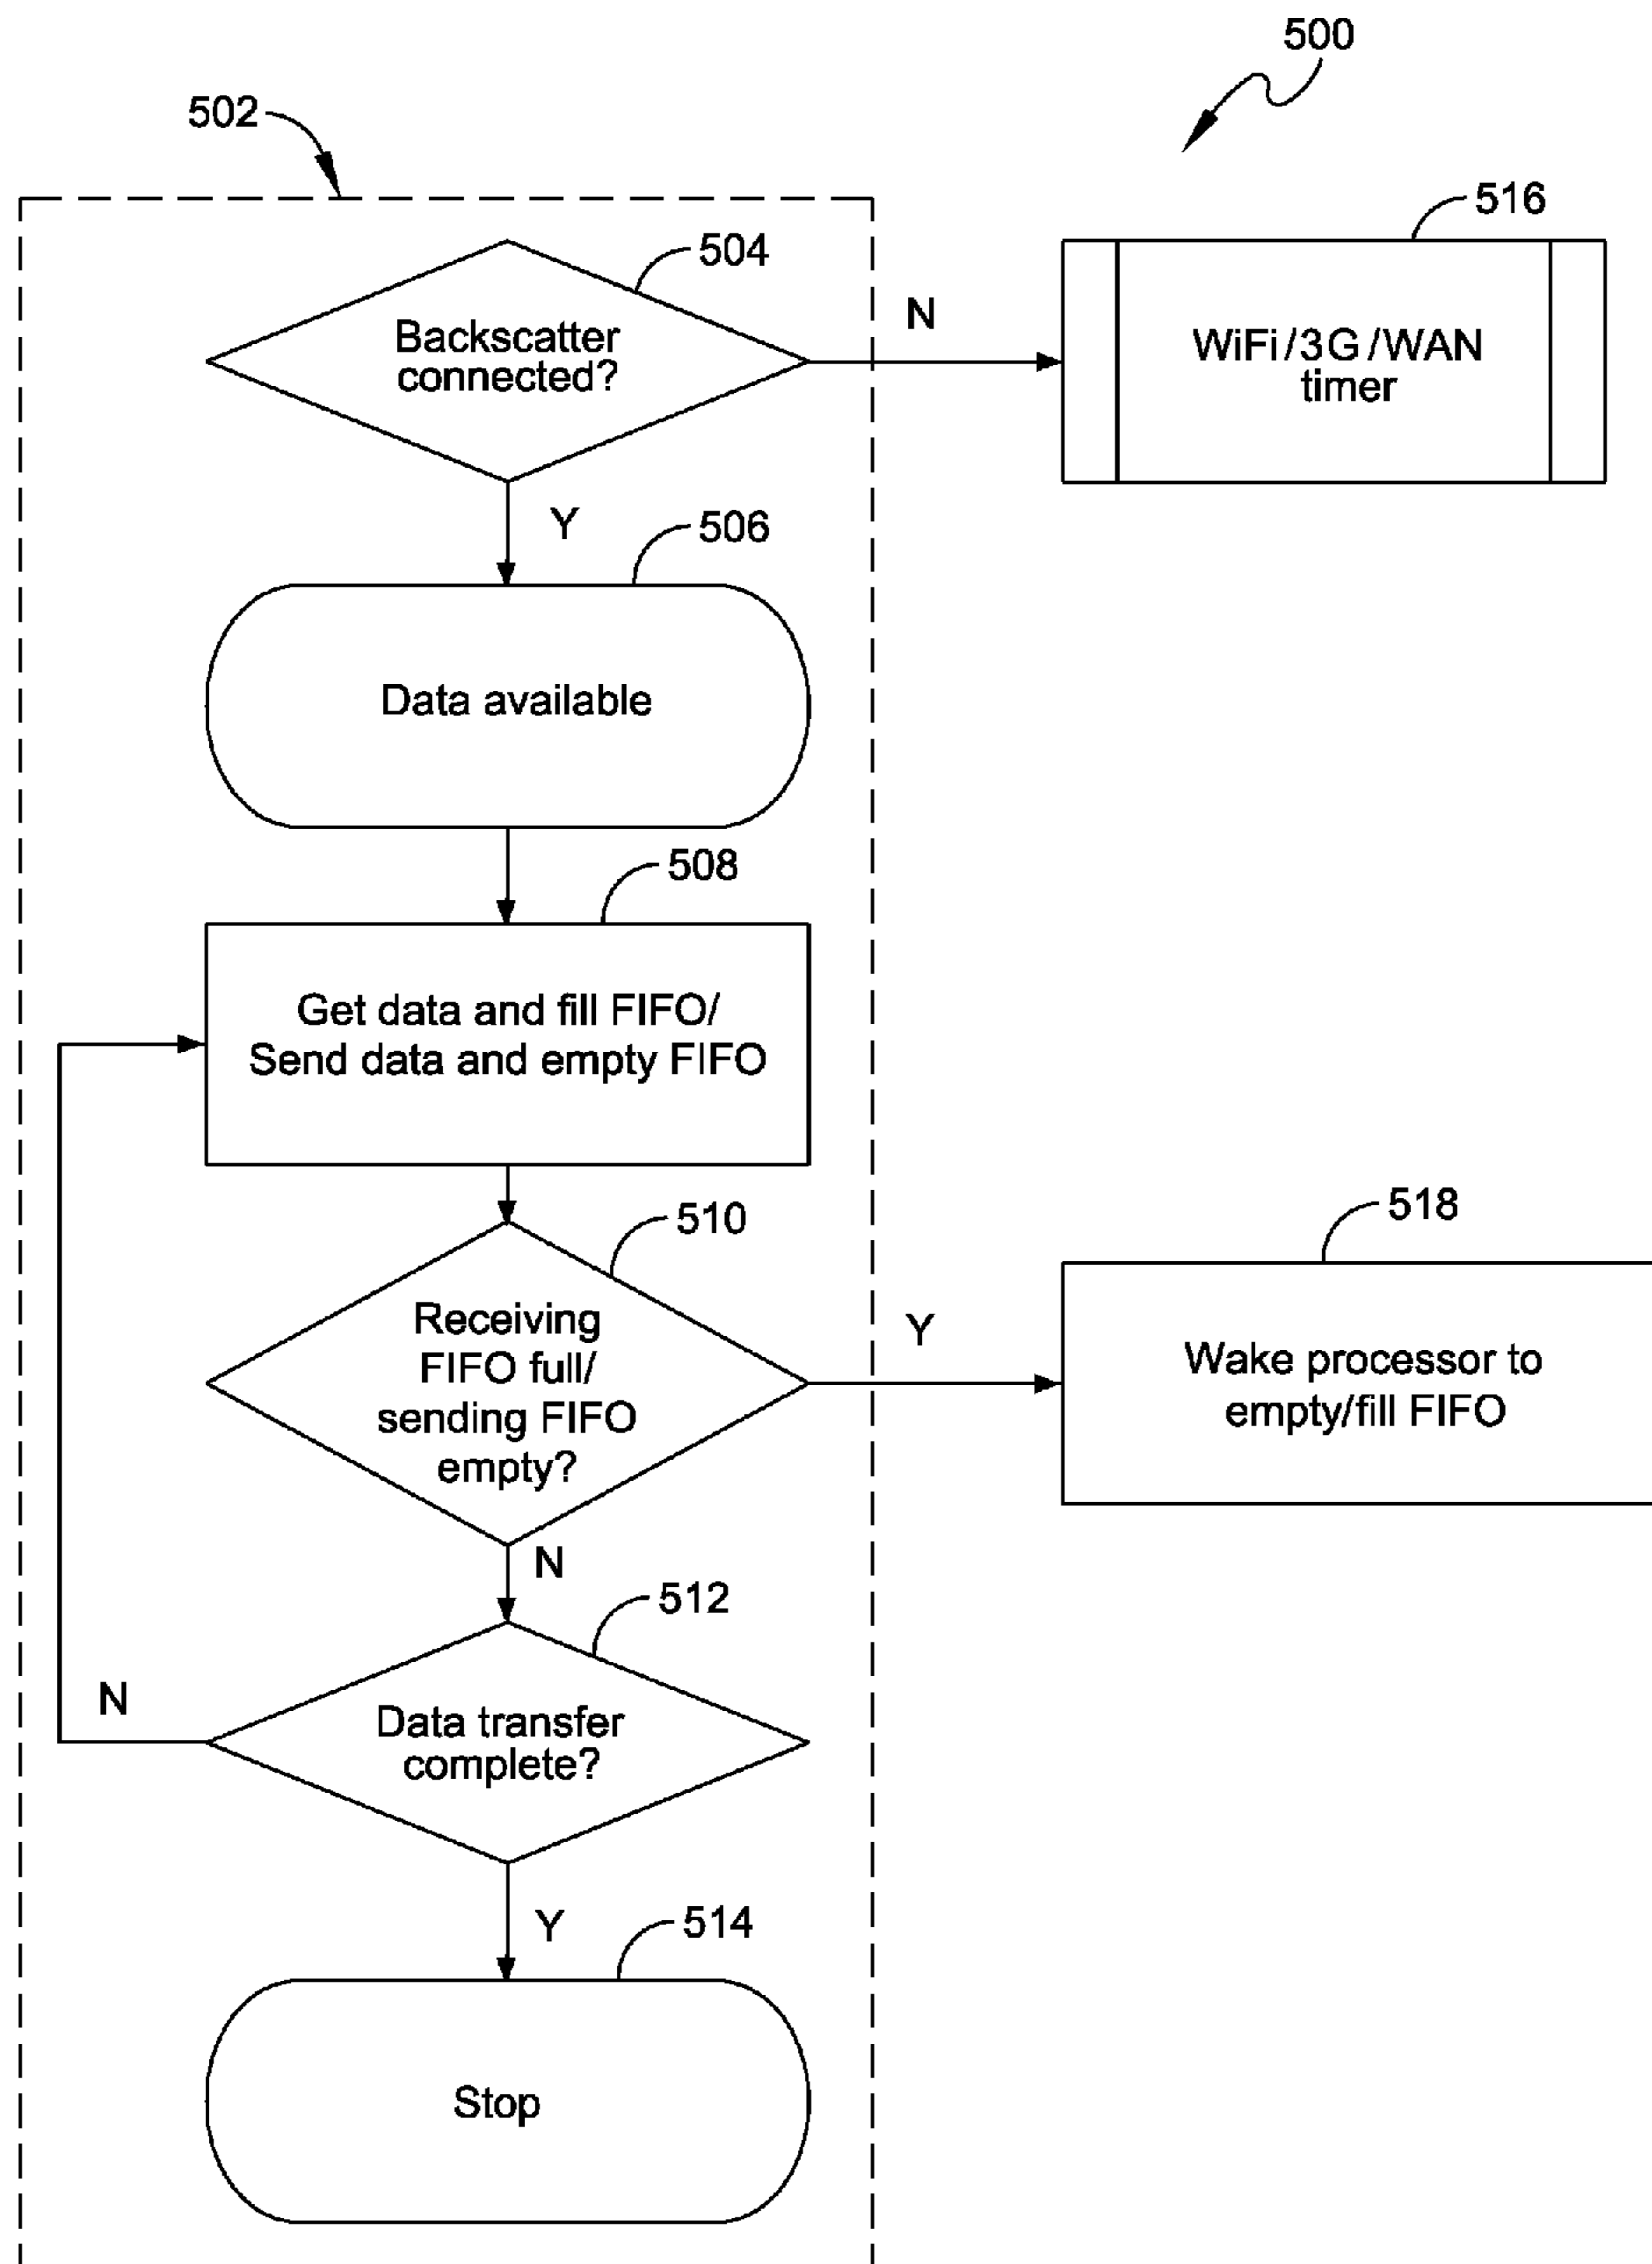 500
502
516
504
N
Backscatter
connected?
WiFi/3G/WAN
timer
Y
506
Data available
508
Get data and fill FIFO/
Send data and empty FIFO
510
518
Y
Receiving
FIFO full/
sending FIFO
empty?
Wake processor to
empty/fill FIFO
N
512
N
Data transfer
complete?
Y
514
Stop